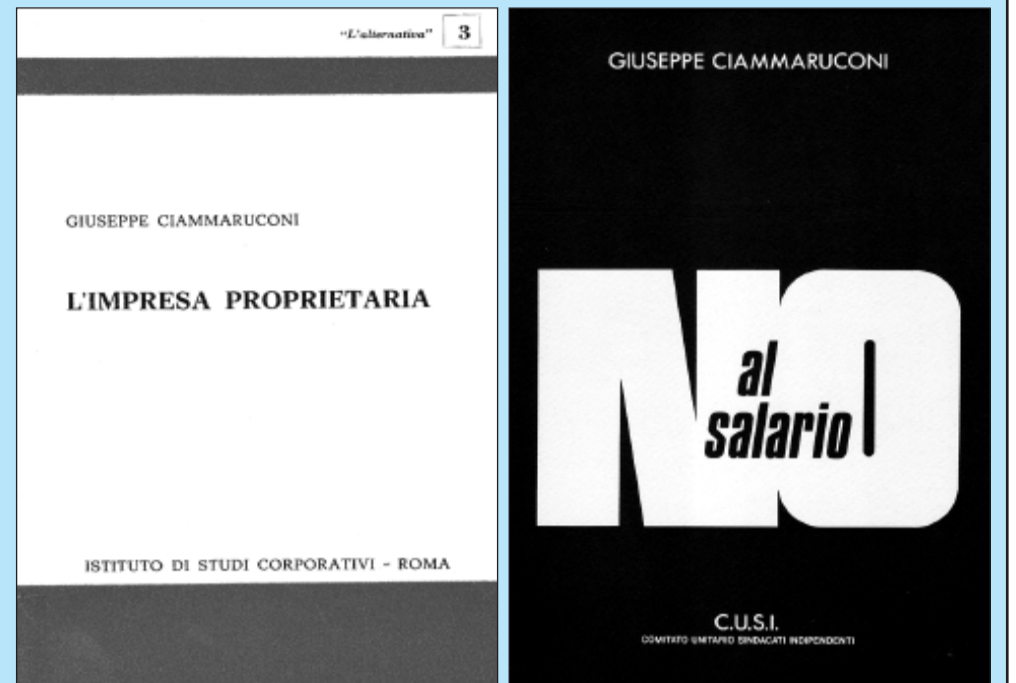 "L'alternativa" 3
GIUSEPPE CIAMMARUCONI
L'IMPRESA PROPRIETARIA
ISTITUTO DI STUDI CORPORATIVI - ROMA
GIUSEPPE CIAMMARUCONI
NO
al
salario
C.U.S.I.
COMITATO UNITARIO SINDACATI INDIPENDENTI